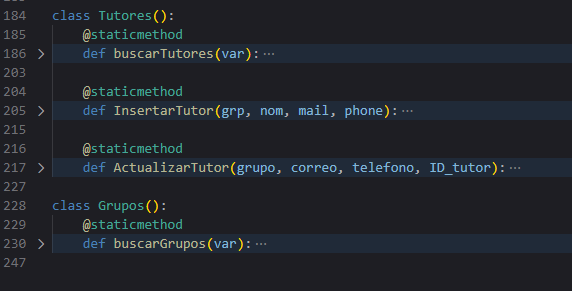 184 class Tutores():
185 @staticmethod
186 > def buscarTutores(var): ···
203
204 @staticmethod
205 > def InsertarTutor(grp, nom, mail, phone): ···
215
216 @staticmethod
217 > def ActualizarTutor(grupo, correo, telefono, ID_tutor): ···
227
228 class Grupos():
229 @staticmethod
230 > def buscarGrupos(var): ···
247